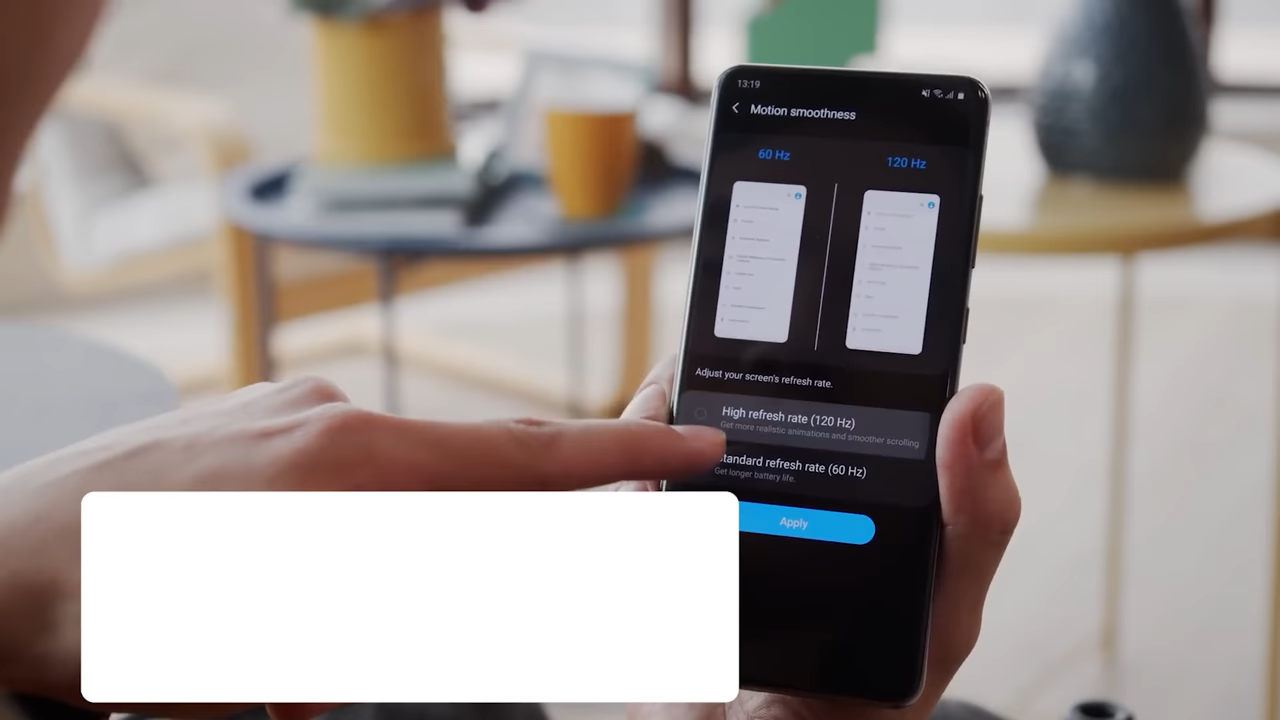 13:19
Motion smoothness
60 Hz
120 Hz
Adjust your screen's refresh rate.
High refresh rate (120 Hz)
Get more realistic animations and smoother scrolling
tandard refresh rate (60 Hz)
Get longer battery life.
Apply